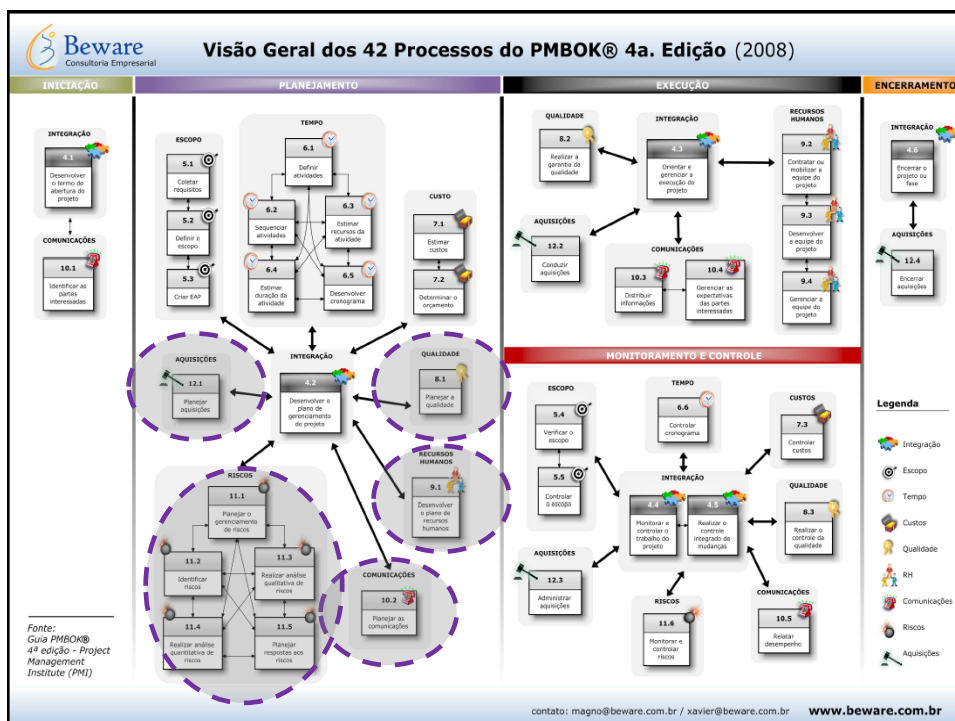 Beware
Consultoria Empresarial
Visão Geral dos 42 Processos do PMBOK® 4a. Edição (2008)
INICIAÇÃO
INTEGRAÇÃO
4.1
Desenvolver
o termo de
abertura do
projeto
COMUNICAÇÕES
10.1
Identificar as
partes
interessadas
PLANEJAMENTO
ESCOPO
5.1
Coletar
requisitos
5.2
Definir o
escopo
5.3
Criar EAP
TEMPO
6.1
Definir
atividades
6.2
Sequenciar
atividades
6.3
Estimar
recursos da
atividade
6.4
Estimar
duração da
atividade
6.5
Desenvolver
cronograma
CUSTO
7.1
Estimar
custos
7.2
Determinar o
orçamento
AQUISIÇÕES
12.1
Planejar
aquisições
INTEGRAÇÃO
4.2
Desenvolver o
plano de
gerenciamento
de projeto
QUALIDADE
8.1
Planejar a
qualidade
RECURSOS
HUMANOS
9.1
Desenvolver
o plano de
recursos
humanos
RISCOS
11.1
Planejar o
gerenciamento
de riscos
11.2
Identificar
riscos
11.3
Realizar análise
qualitativa de
riscos
11.4
Realizar análise
quantitativa de
riscos
11.5
Planejar
respostas aos
riscos
COMUNICAÇÕES
10.2
Planejar as
comunicações
Fonte:
Guia PMBOK®
4ª edição - Project
Management
Institute (PMI)
EXECUÇÃO
QUALIDADE
8.2
Realizar a
garantia da
qualidade
INTEGRAÇÃO
4.3
Orientar e
gerenciar a
execução do
projeto
RECURSOS
HUMANOS
9.2
Contratar ou
mobilizar a
equipe do
projeto
9.3
Desenvolver
a equipe do
projeto
9.4
Gerenciar a
equipe do
projeto
AQUISIÇÕES
12.2
Conduzir
aquisições
COMUNICAÇÕES
10.3
Distribuir
informações
10.4
Gerenciar as
expectativas
das partes
interessadas
MONITORAMENTO E CONTROLE
ESCOPO
5.4
Verificar o
escopo
5.5
Controlar
o escopo
TEMPO
6.6
Controlar
cronograma
CUSTOS
7.3
Controlar
custos
INTEGRAÇÃO
4.4
Monitorar e
controlar o
trabalho do
projeto
4.5
Realizar o
controle
integrado de
mudanças
QUALIDADE
8.3
Realizar o
controle da
qualidade
AQUISIÇÕES
12.3
Administrar
aquisições
RISCOS
11.6
Monitorar e
controlar
riscos
COMUNICAÇÕES
10.5
Relatar
desempenho
ENCERRAMENTO
INTEGRAÇÃO
4.6
Encerrar o
projeto ou
fase
AQUISIÇÕES
12.4
Encerrar
aquisições
Legenda
Integração
Escopo
Tempo
Custos
Qualidade
RH
Comunicações
Riscos
Aquisições
contato: magno@beware.com.br / xavier@beware.com.br
www.beware.com.br